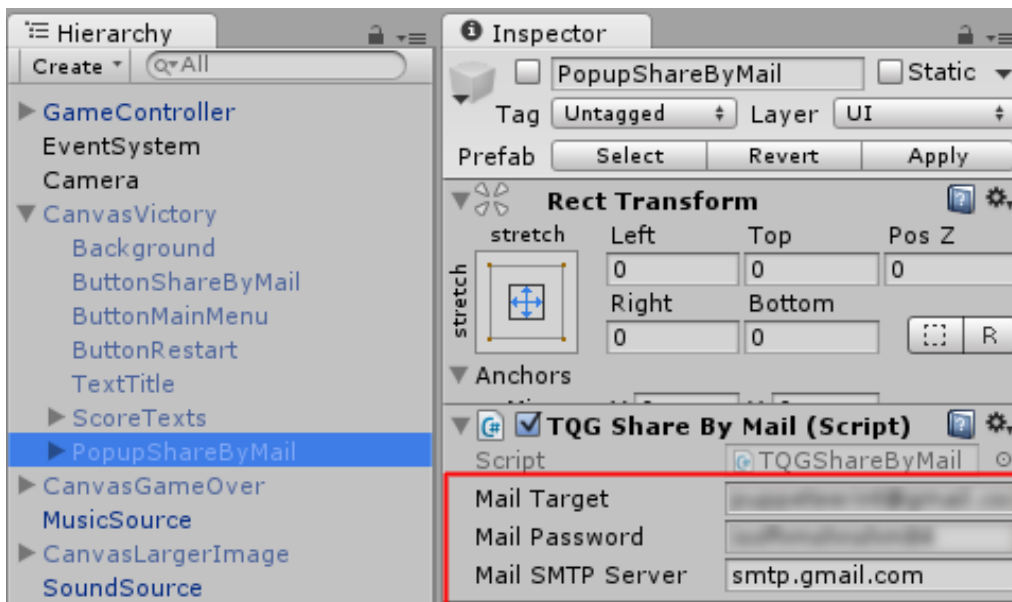 Hierarchy
Create
All
GameController
EventSystem
Camera
CanvasVictory
Background
ButtonShareByMail
ButtonMainMenu
ButtonRestart
TextTitle
ScoreTexts
PopupShareByMail
CanvasGameOver
MusicSource
CanvasLargerImage
SoundSource
Inspector
PopupShareByMail Static
Tag Untagged Layer UI
Prefab Select Revert Apply
Rect Transform
stretch Left Top Pos Z
stretch
0 0 0
Right Bottom
0 0 R
Anchors
TQG Share By Mail (Script)
Script TQGShareByMail
Mail Target
Mail Password
Mail SMTP Server smtp.gmail.com